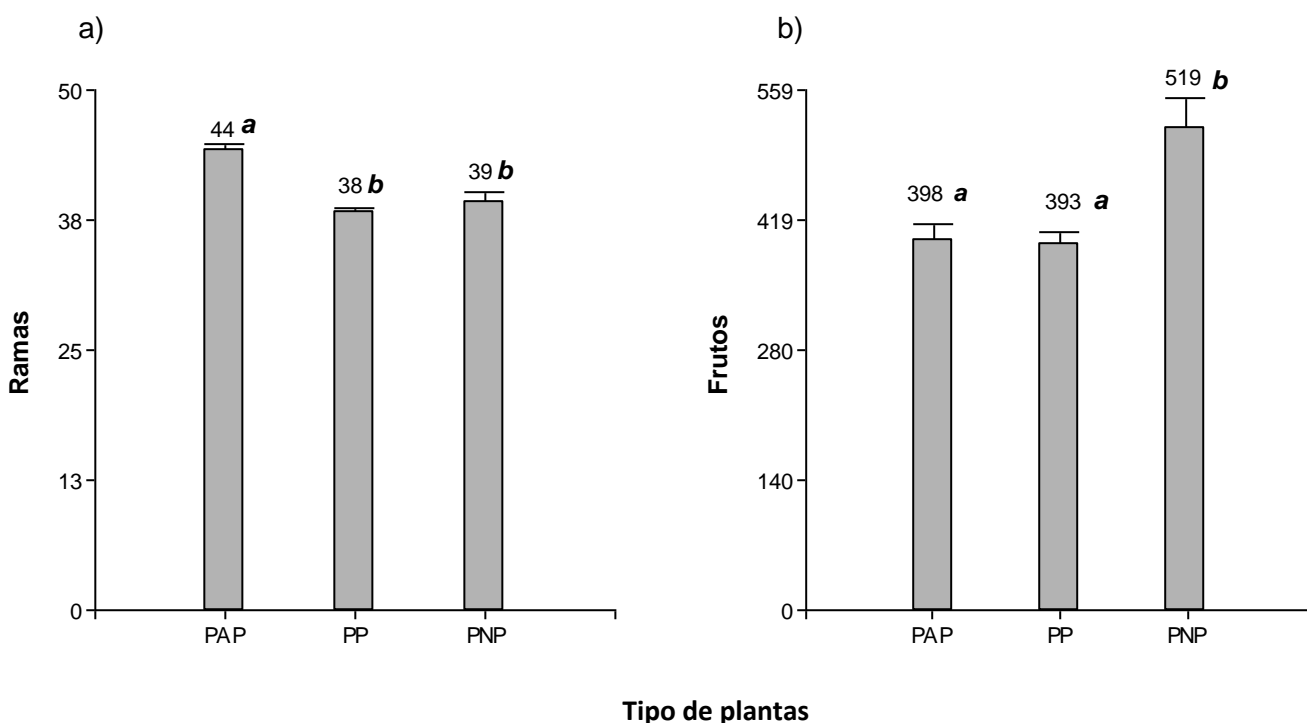 a)
50
38
25
13
0
Ramas
44 a
38 b
39 b
PAP PP PNP
b)
559
419
280
140
0
Frutos
398 a
393 a
519 b
PAP PP PNP
Tipo de plantas